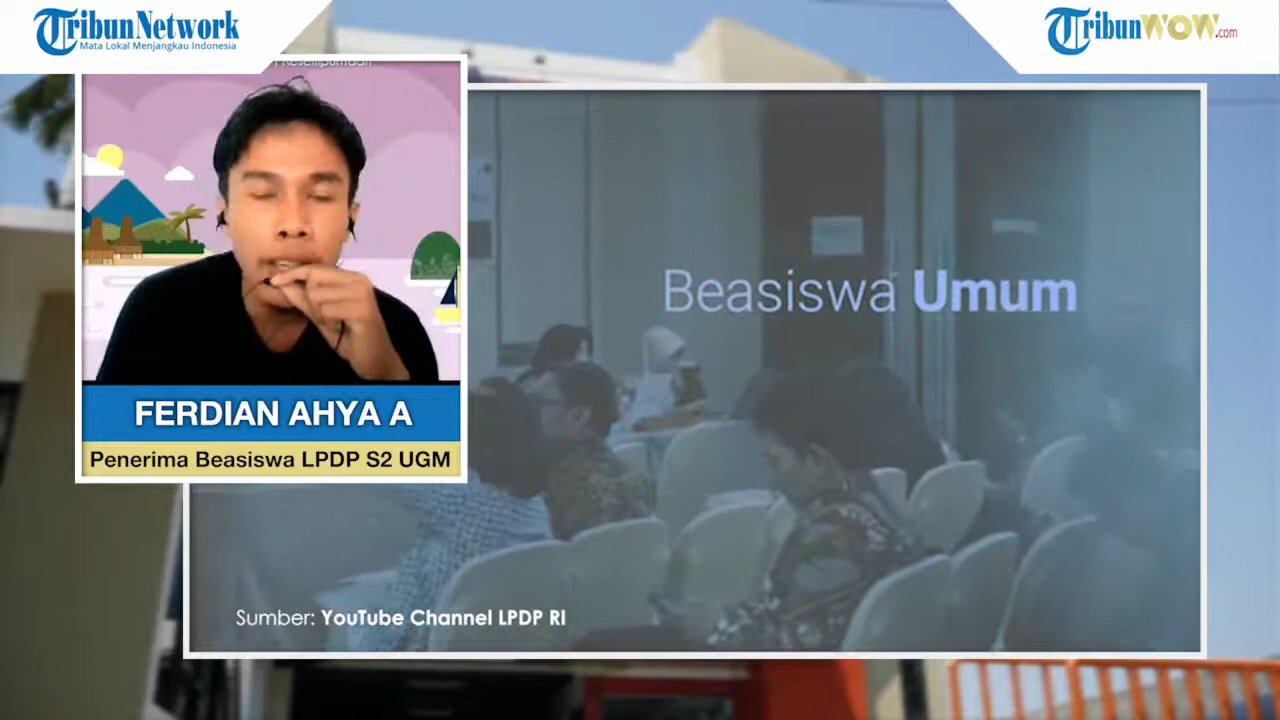 TribunNetwork
Mata Lokal Menjangkau Indonesia
TribunWOW.com
Beasiswa Umum
FERDIAN AHYA A
Penerima Beasiswa LPDP S2 UGM
Sumber: YouTube Channel LPDP RI